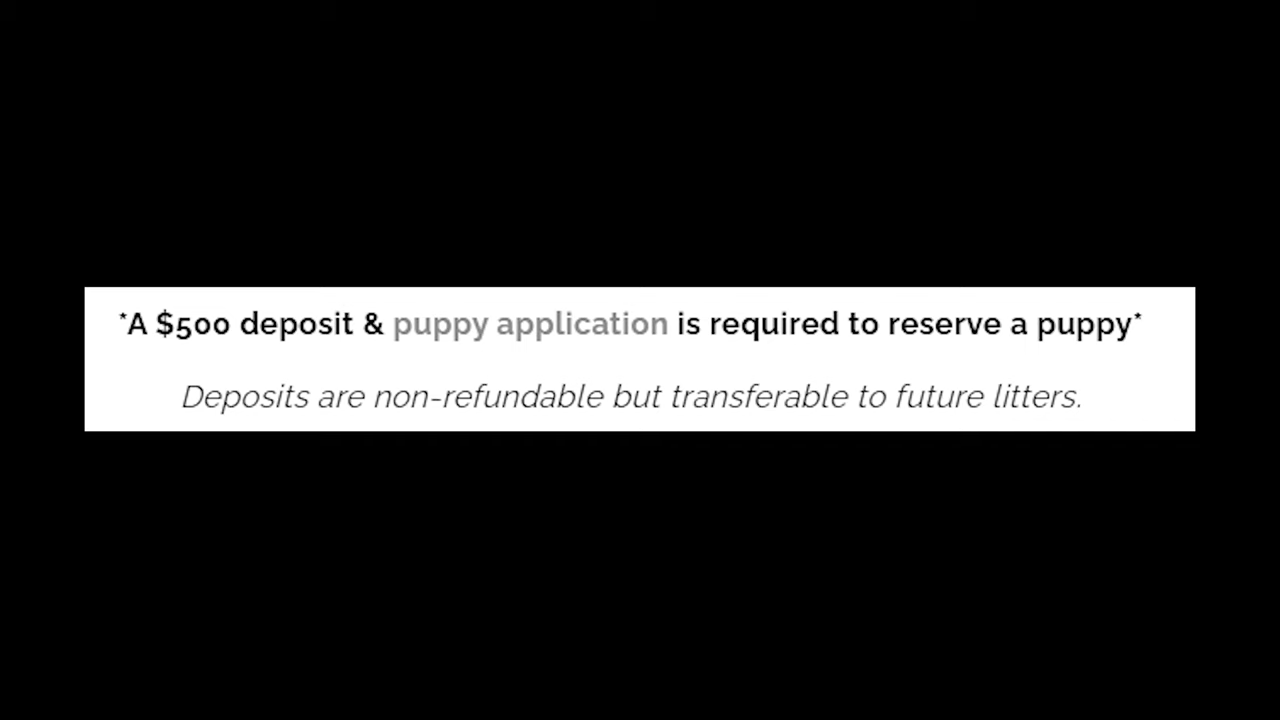 *A $500 deposit & puppy application is required to reserve a puppy*
Deposits are non-refundable but transferable to future litters.